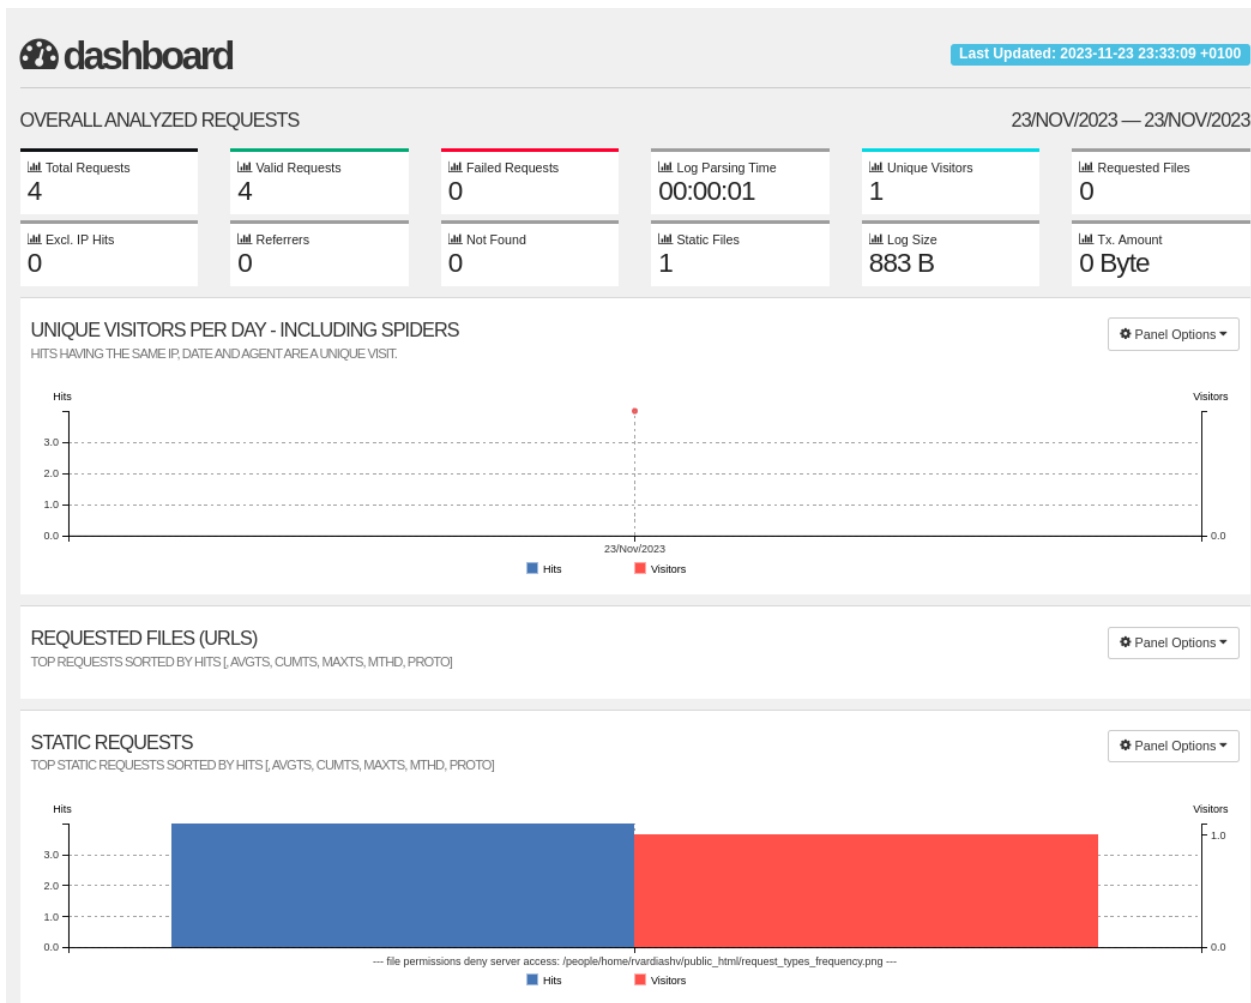 dashboard
Last Updated: 2023-11-23 23:33:09 +0100
OVERALL ANALYZED REQUESTS
23/NOV/2023 — 23/NOV/2023
Total Requests
4
Valid Requests
4
Failed Requests
0
Log Parsing Time
00:00:01
Unique Visitors
1
Requested Files
0
Excl. IP Hits
0
Referrers
0
Not Found
0
Static Files
1
Log Size
883 B
Tx. Amount
0 Byte
UNIQUE VISITORS PER DAY - INCLUDING SPIDERS
Panel Options
HITS HAVING THE SAME IP, DATE AND AGENT ARE A UNIQUE VISIT.
Hits
Visitors
3.0
2.0
1.0
0.0
0.0
23/Nov/2023
Hits
Visitors
REQUESTED FILES (URLS)
Panel Options
TOP REQUESTS SORTED BY HITS [, AVGTS, CUMTS, MAXTS, MTHD, PROTO]
STATIC REQUESTS
Panel Options
TOP STATIC REQUESTS SORTED BY HITS [, AVGTS, CUMTS, MAXTS, MTHD, PROTO]
Hits
Visitors
1.0
3.0
2.0
1.0
0.0
0.0
--- file permissions deny server access: /people/home/rvardiashv/public_html/request_types_frequency.png ---
Hits
Visitors